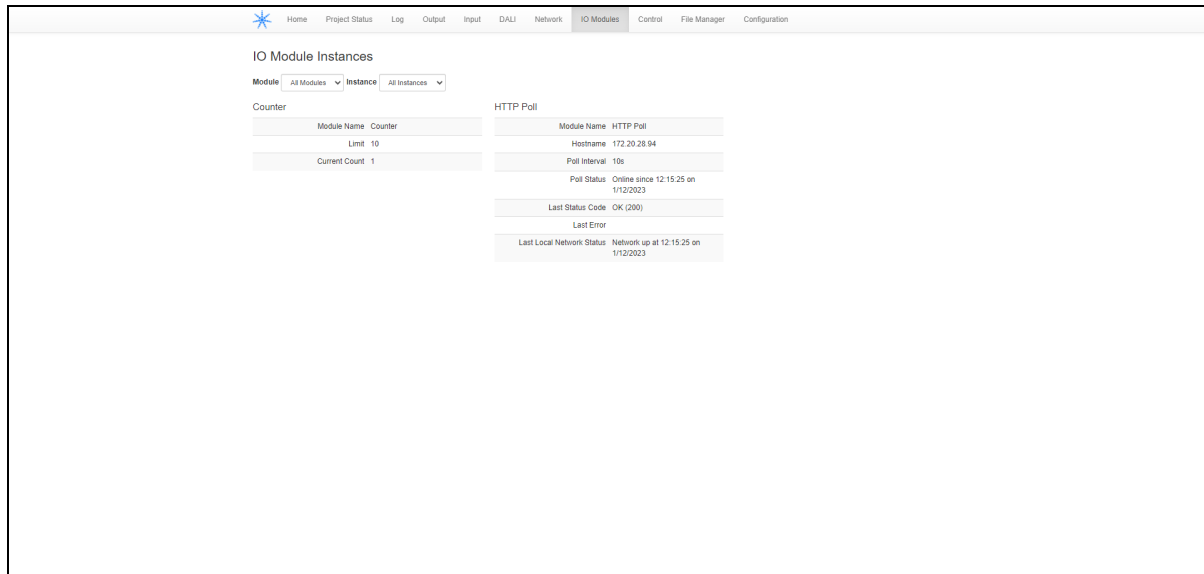 Home Project Status Log Output Input DALI Network IO Modules Control File Manager Configuration
IO Module Instances
Module All Modules Instance All Instances
Counter
Module Name Counter
Limit 10
Current Count 1
HTTP Poll
Module Name HTTP Poll
Hostname 172.20.28.94
Poll Interval 10s
Poll Status Online since 12:15:25 on
1/12/2023
Last Status Code OK (200)
Last Error
Last Local Network Status Network up at 12:15:25 on
1/12/2023